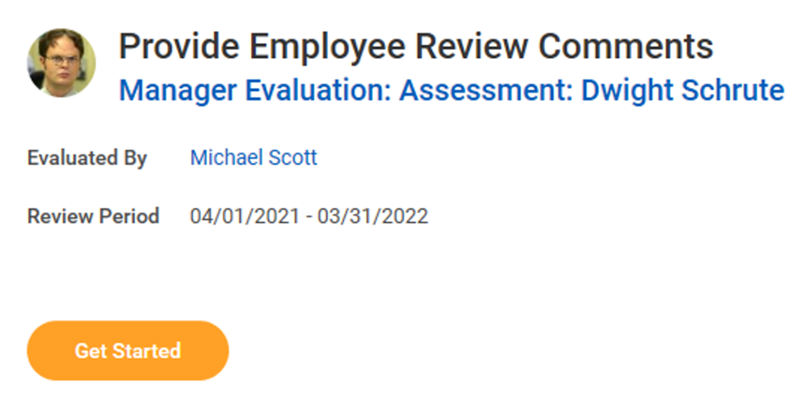 Provide Employee Review Comments
Manager Evaluation: Assessment: Dwight Schrute
Evaluated By Michael Scott
Review Period 04/01/2021 - 03/31/2022
Get Started